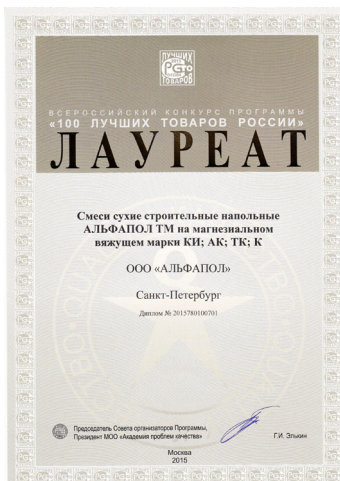 ЛУЧШИХ
ТОВАРОВ
ВСЕРОССИЙСКИЙ КОНКУРС ПРОГРАММЫ
«100 ЛУЧШИХ ТОВАРОВ РОССИИ»
ЛАУРЕАТ
Смеси сухие строительные напольные
АЛЬФАПОЛ ТМ на магнезиальном
вяжущем марки КИ; АК; ТК; К
ООО «АЛЬФАПОЛ»
Санкт-Петербург
Диплом № 2015780100701
Председатель Совета организаторов Программы,
Президент МОО «Академия проблем качества»
Г.И. Элькин
Москва
2015